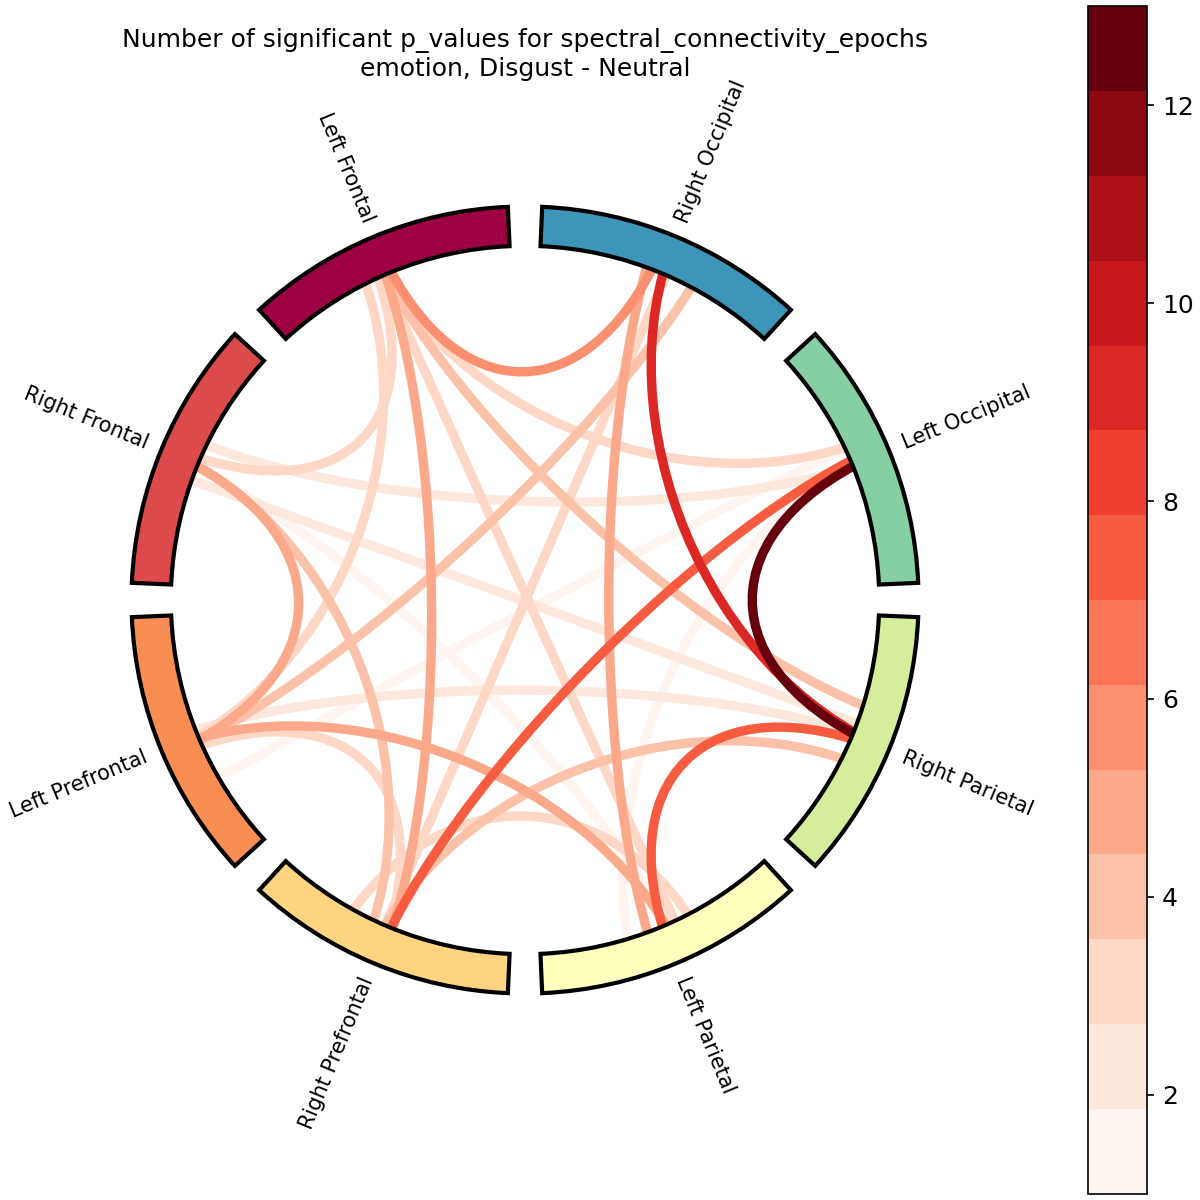 Number of significant p_values for spectral_connectivity_epochs
emotion, Disgust - Neutral
Left Frontal
Right Occipital
Right Frontal
Left Occipital
Left Prefrontal
Right Parietal
Right Prefrontal
Left Parietal
12
10
8
6
4
2